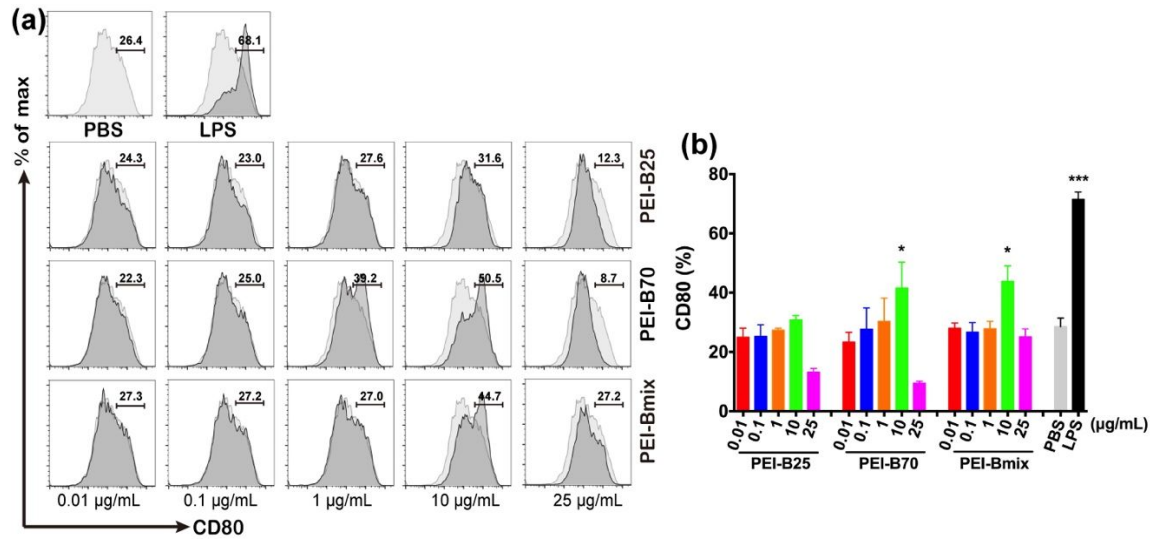 (a)
% of max
26.4
68.1
PBS
LPS
24.3
23.0
27.6
31.6
12.3
PEI-B25
22.3
25.0
39.2
50.5
8.7
PEI-B70
27.3
27.2
27.0
44.7
27.2
PEI-Bmix
0.01 µg/mL
0.1 µg/mL
1 µg/mL
10 µg/mL
25 µg/mL
CD80
(b)
CD80 (%)
80
60
40
20
0
*
*
***
0.01
0.1
1
10
25
0.01
0.1
1
10
25
0.01
0.1
1
10
25
PBS
LPS
(µg/mL)
PEI-B25
PEI-B70
PEI-Bmix